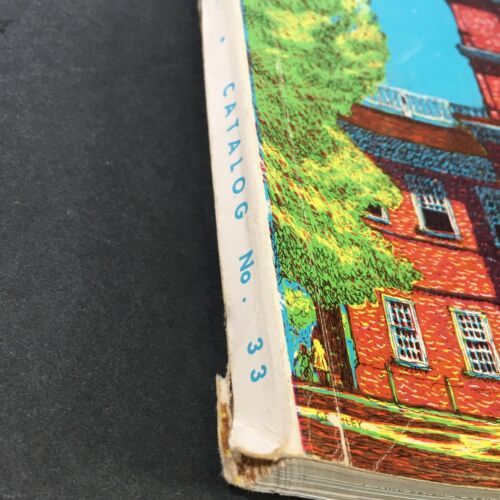 . CATALOG No. 33